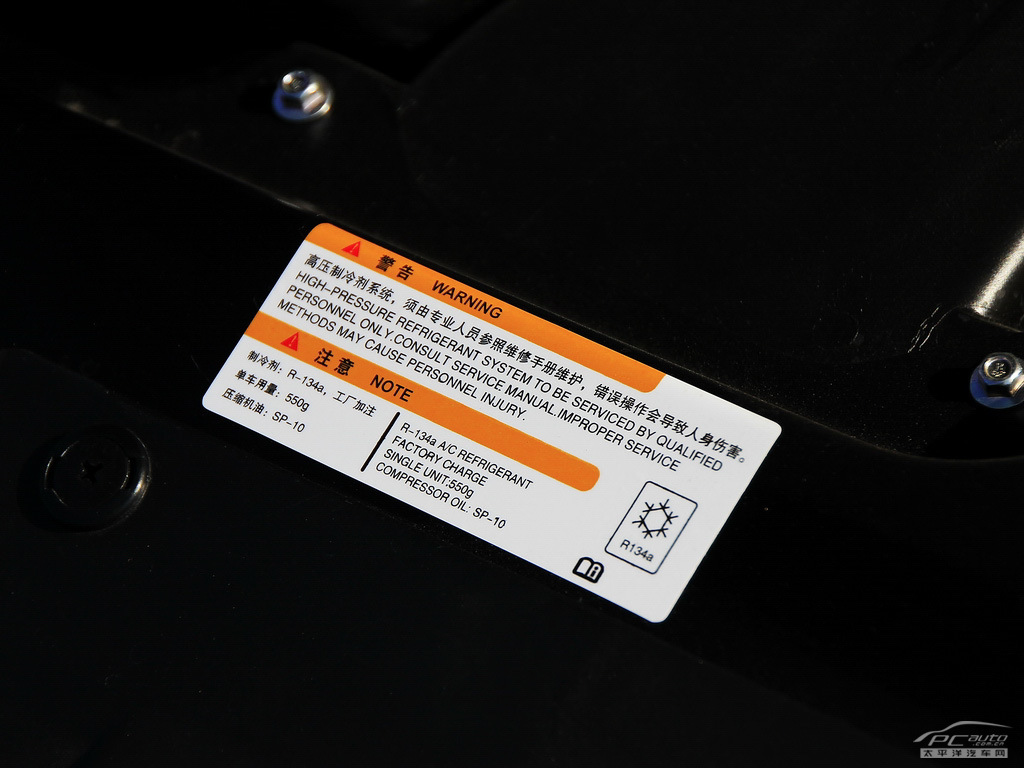 警告 WARNING
高压制冷剂系统，须由专业人员参照维修手册维护，错误操作会导致人身伤害。
HIGH-PRESSURE REFRIGERANT SYSTEM TO BE SERVICED BY QUALIFIED
PERSONNEL ONLY.CONSULT SERVICE MANUAL.IMPROPER SERVICE
METHODS MAY CAUSE PERSONNEL INJURY.
注意 NOTE
制冷剂：R-134a，工厂加注
单车用量：550g
压缩机油：SP-10
R-134a A/C REFRIGERANT
FACTORY CHARGE
SINGLE UNIT:550g
COMPRESSOR OIL: SP-10
R134a
PCauto
.com.cn
太平洋汽车网